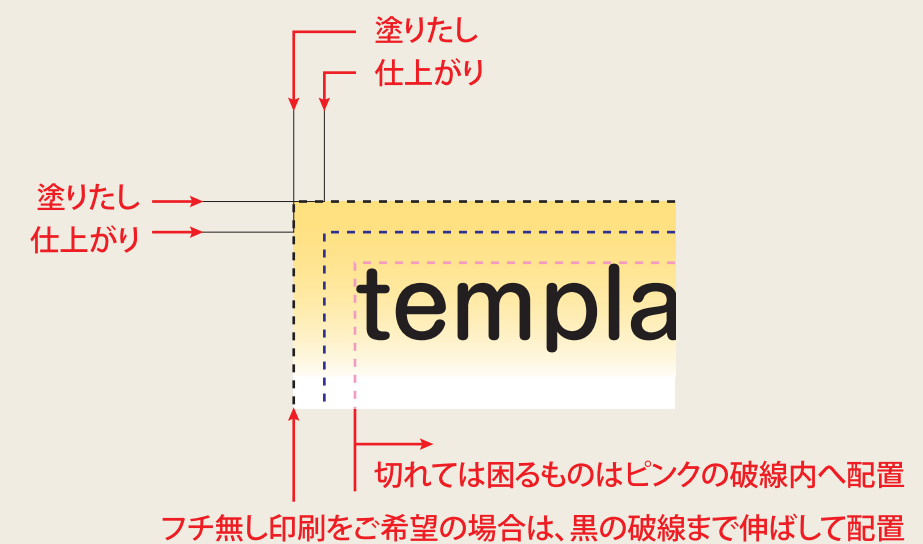 塗りたし
仕上がり
塗りたし
仕上がり
templa
切れては困るものはピンクの破線内へ配置
フチ無し印刷をご希望の場合は、黒の破線まで伸ばして配置